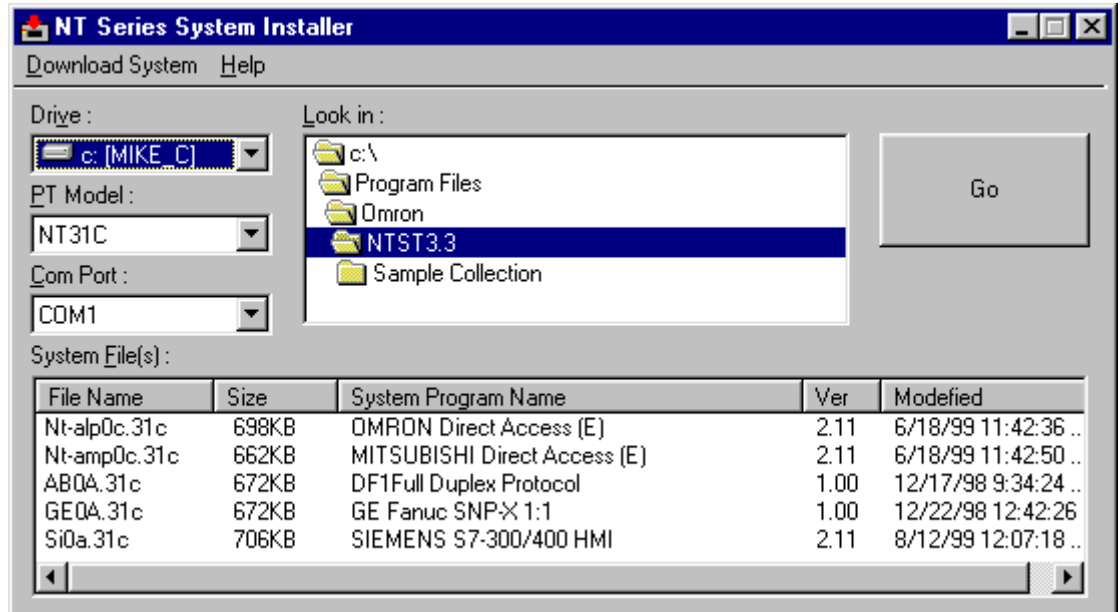 NT Series System Installer
Download System Help
Drive :
c: [MIKE_C]
PT Model :
NT31C
Com Port :
COM1
Look in :
c:\
Program Files
Omron
NTST3.3
Sample Collection
Go
System File(s) :
File Name Size System Program Name Ver Modefied
Nt-alp0c.31c 698KB OMRON Direct Access (E) 2.11 6/18/99 11:42:36 ..
Nt-amp0c.31c 662KB MITSUBISHI Direct Access (E) 2.11 6/18/99 11:42:50 ..
AB0A.31c 672KB DF1Full Duplex Protocol 1.00 12/17/98 9:34:24 ..
GE0A.31c 672KB GE Fanuc SNP-X 1:1 1.00 12/22/98 12:42:26
Si0a.31c 706KB SIEMENS S7-300/400 HMI 2.11 8/12/99 12:07:18 ..